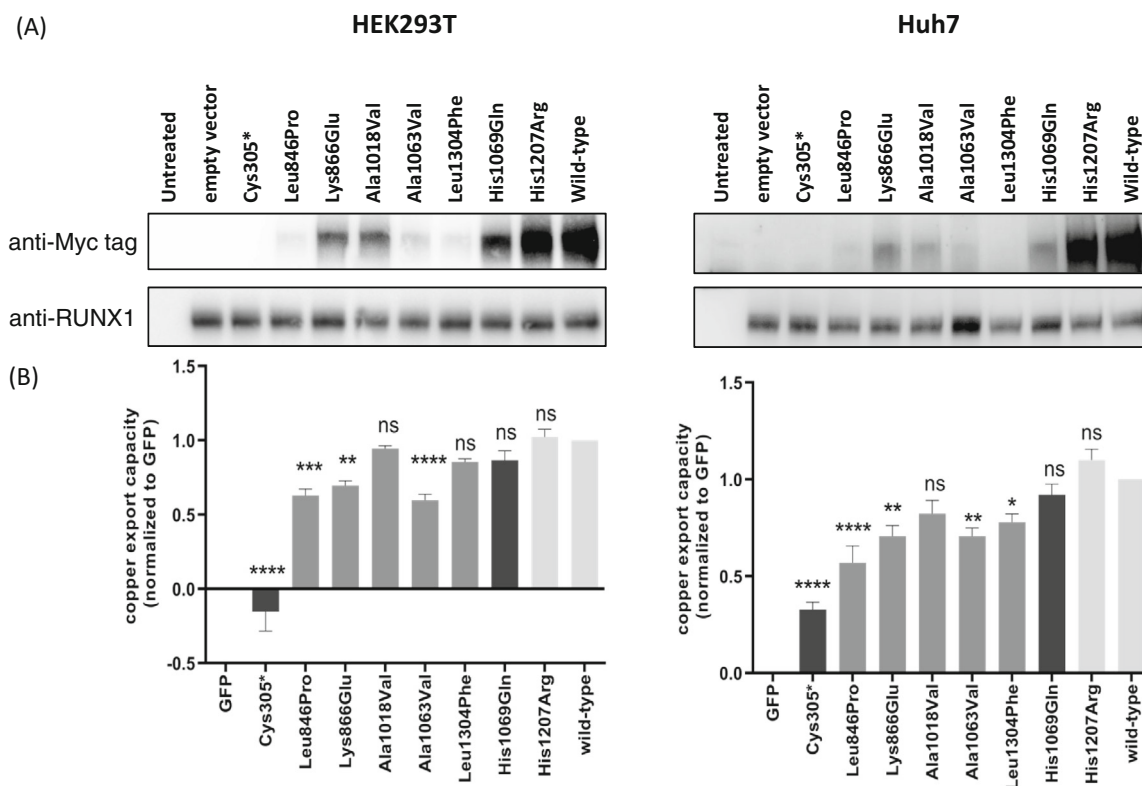 (A)
HEK293T
Huh7
Untreated
empty vector
Cys305*
Leu846Pro
Lys866Glu
Ala1018Val
Ala1063Val
Leu1304Phe
His1069Gln
His1207Arg
Wild-type
Untreated
empty vector
Cys305*
Leu846Pro
Lys866Glu
Ala1018Val
Ala1063Val
Leu1304Phe
His1069Gln
His1207Arg
Wild-type
anti-Myc tag
anti-RUNX1
(B)
copper export capacity
(normalized to GFP)
1.5
1.0
0.5
0.0
-0.5
****
***
**
ns
****
ns
ns
ns
GFP
Cys305*
Leu846Pro
Lys866Glu
Ala1018Val
Ala1063Val
Leu1304Phe
His1069Gln
His1207Arg
wild-type
copper export capacity
(normalized to GFP)
1.5
1.0
0.5
0.0
****
****
**
ns
**
*
ns
ns
GFP
Cys305*
Leu846Pro
Lys866Glu
Ala1018Val
Ala1063Val
Leu1304Phe
His1069Gln
His1207Arg
wild-type